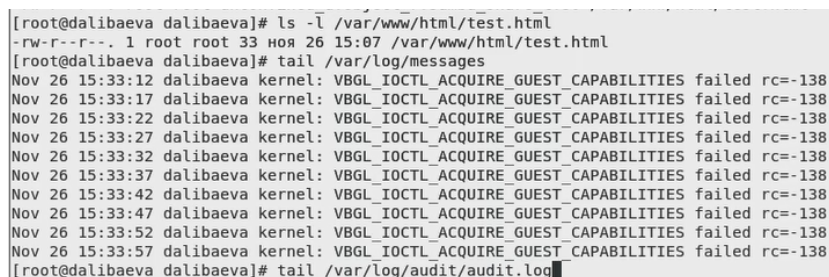 [root@dalibaeva dalibaeva]# ls -l /var/www/html/test.html
-rw-r--r--. 1 root root 33 ноя 26 15:07 /var/www/html/test.html
[root@dalibaeva dalibaeva]# tail /var/log/messages
Nov 26 15:33:12 dalibaeva kernel: VBGL_IOCTL_ACQUIRE_GUEST_CAPABILITIES failed rc=-138
Nov 26 15:33:17 dalibaeva kernel: VBGL_IOCTL_ACQUIRE_GUEST_CAPABILITIES failed rc=-138
Nov 26 15:33:22 dalibaeva kernel: VBGL_IOCTL_ACQUIRE_GUEST_CAPABILITIES failed rc=-138
Nov 26 15:33:27 dalibaeva kernel: VBGL_IOCTL_ACQUIRE_GUEST_CAPABILITIES failed rc=-138
Nov 26 15:33:32 dalibaeva kernel: VBGL_IOCTL_ACQUIRE_GUEST_CAPABILITIES failed rc=-138
Nov 26 15:33:37 dalibaeva kernel: VBGL_IOCTL_ACQUIRE_GUEST_CAPABILITIES failed rc=-138
Nov 26 15:33:42 dalibaeva kernel: VBGL_IOCTL_ACQUIRE_GUEST_CAPABILITIES failed rc=-138
Nov 26 15:33:47 dalibaeva kernel: VBGL_IOCTL_ACQUIRE_GUEST_CAPABILITIES failed rc=-138
Nov 26 15:33:52 dalibaeva kernel: VBGL_IOCTL_ACQUIRE_GUEST_CAPABILITIES failed rc=-138
Nov 26 15:33:57 dalibaeva kernel: VBGL_IOCTL_ACQUIRE_GUEST_CAPABILITIES failed rc=-138
[root@dalibaeva dalibaeva]# tail /var/log/audit/audit.log